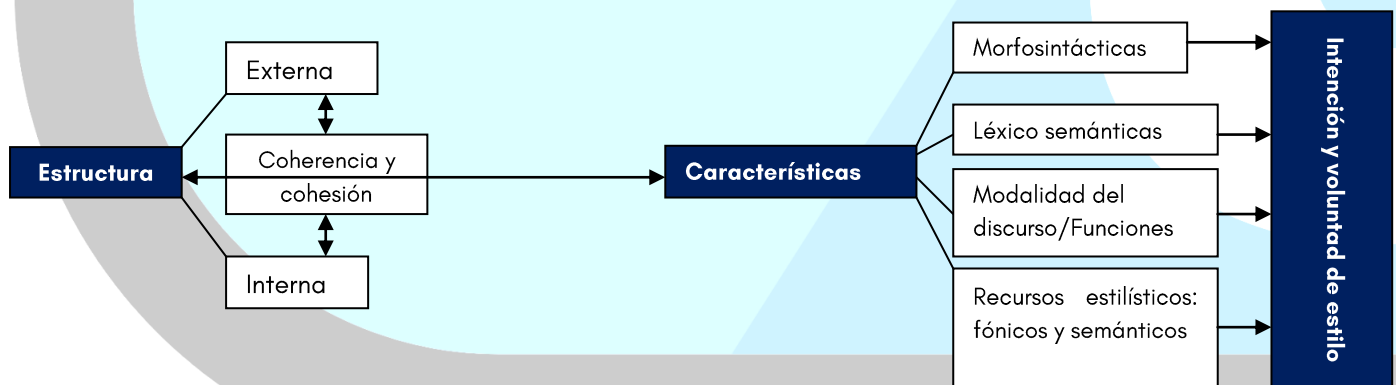 Externa
Coherencia y
cohesión
Interna
Estructura
Característícas
Morfosintácticas
Léxico semánticas
Modalidad del
discurso/Funciones
Recursos estilísticos:
fónicos y semánticos
Intención y voluntad de estilo